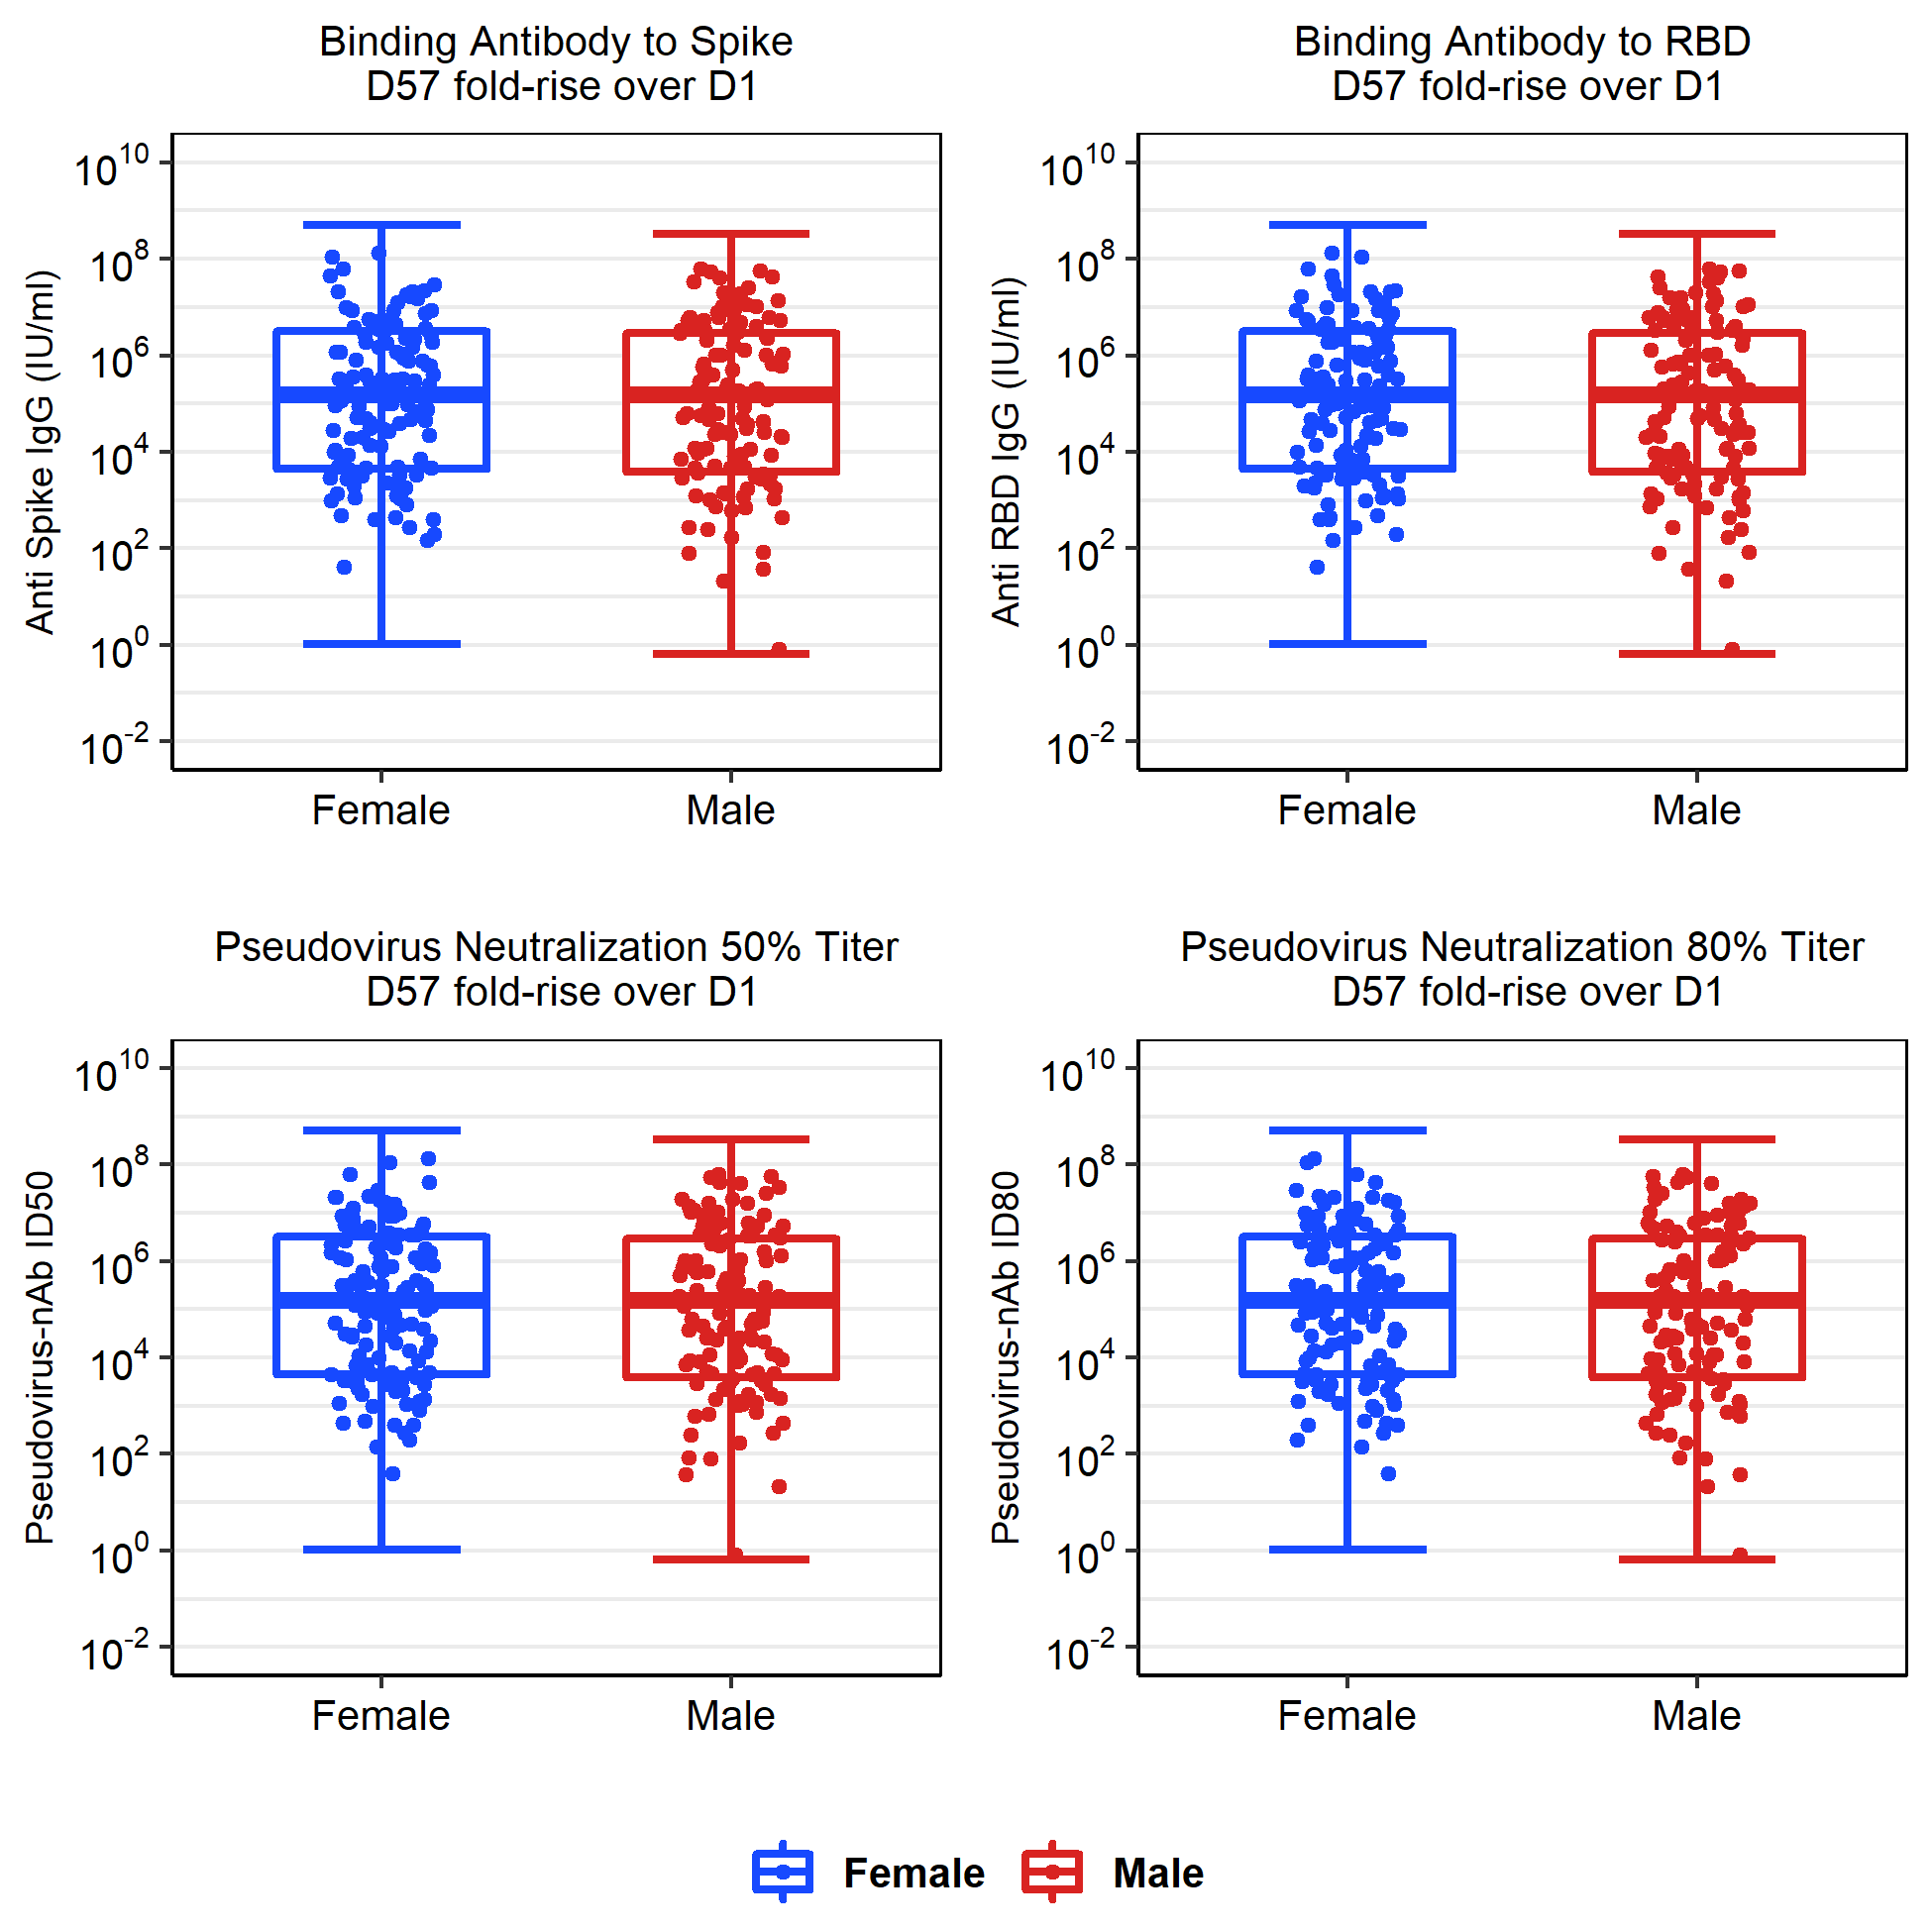 Binding Antibody to Spike
D57 fold-rise over D1
Anti Spike IgG (IU/ml)
10^10
10^8
10^6
10^4
10^2
10^0
10^-2
Female
Male
Binding Antibody to RBD
D57 fold-rise over D1
Anti RBD IgG (IU/ml)
10^10
10^8
10^6
10^4
10^2
10^0
10^-2
Female
Male
Pseudovirus Neutralization 50% Titer
D57 fold-rise over D1
Pseudovirus-nAb ID50
10^10
10^8
10^6
10^4
10^2
10^0
10^-2
Female
Male
Pseudovirus Neutralization 80% Titer
D57 fold-rise over D1
Pseudovirus-nAb ID80
10^10
10^8
10^6
10^4
10^2
10^0
10^-2
Female
Male
Female
Male